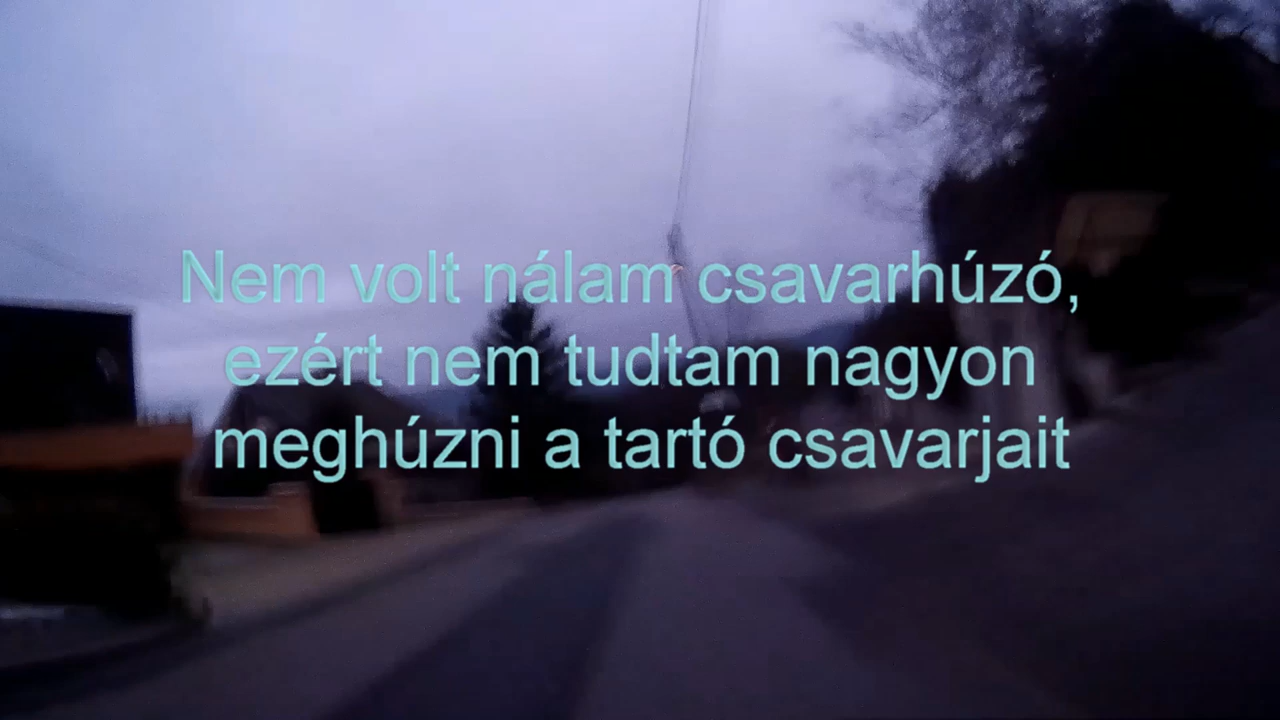 Nem volt nálam csavarhúzó,
ezért nem tudtam nagyon
meghúzni a tartó csavarjait